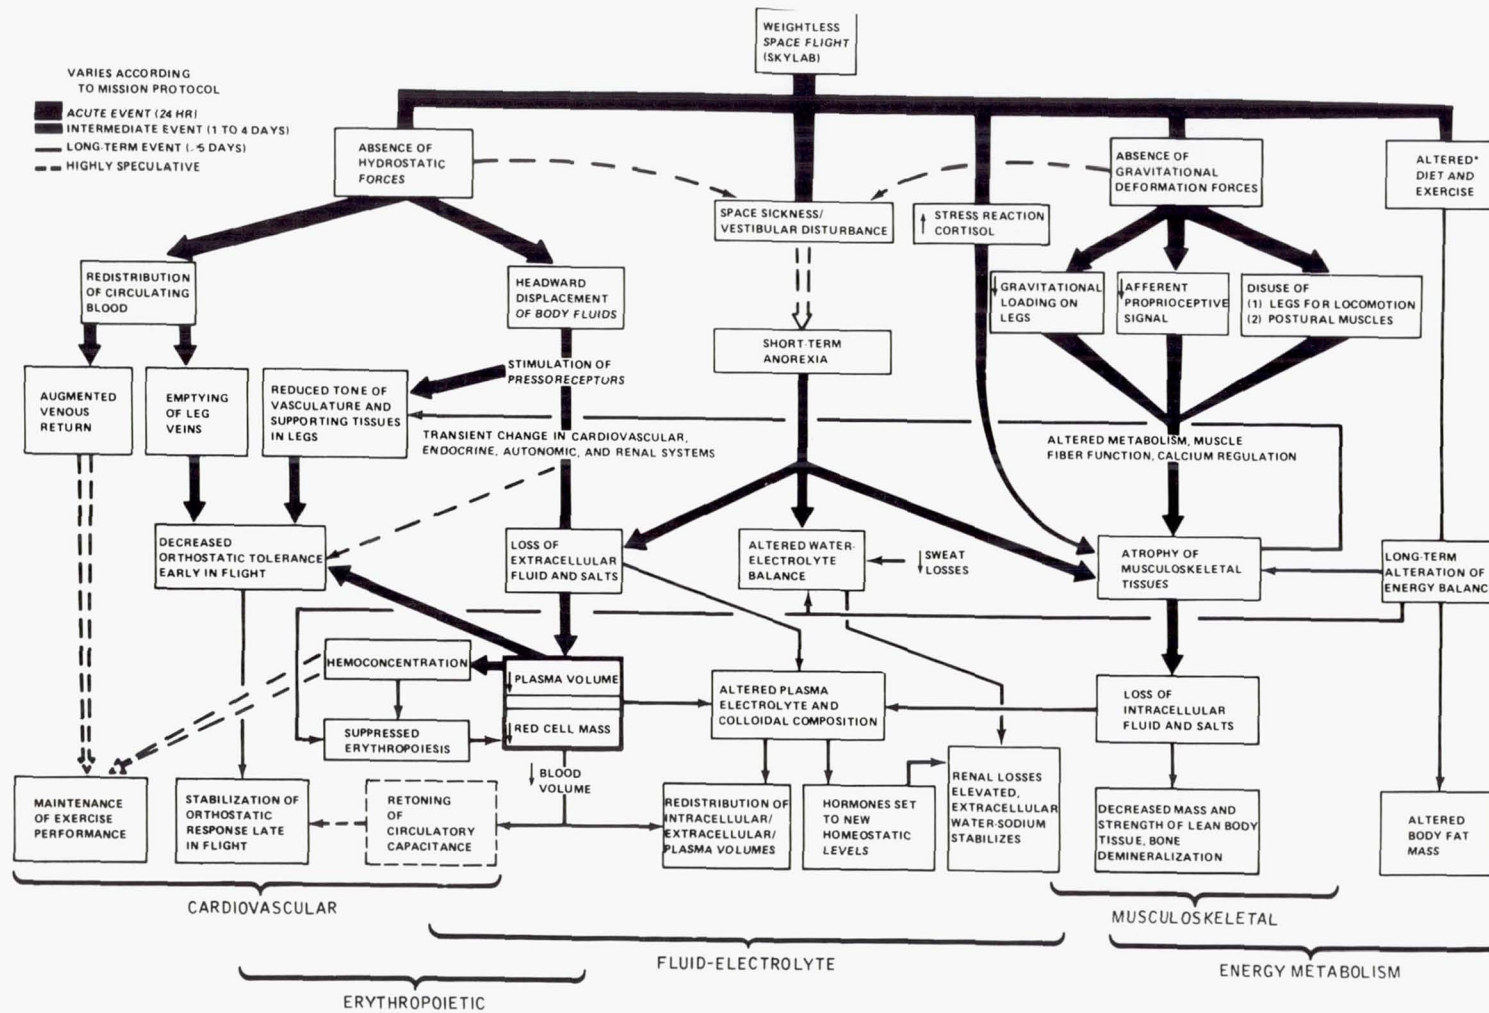 WEIGHTLESS
SPACE FLIGHT
(SKYLAB)
VARIES ACCORDING
TO MISSION PROTOCOL
ACUTE EVENT (24 HR)
INTERMEDIATE EVENT (1 TO 4 DAYS)
LONG-TERM EVENT (>5 DAYS)
HIGHLY SPECULATIVE
ABSENCE OF
HYDROSTATIC
FORCES
ABSENCE OF
GRAVITATIONAL
DEFORMATION FORCES
ALTERED*
DIET AND
EXERCISE
SPACE SICKNESS/
VESTIBULAR DISTURBANCE
↑ STRESS REACTION
CORTISOL
REDISTRIBUTION
OF CIRCULATING
BLOOD
HEADWARD
DISPLACEMENT
OF BODY FLUIDS
↓ GRAVITATIONAL
LOADING ON
LEGS
↓ AFFERENT
PROPRIOCEPTIVE
SIGNAL
DISUSE OF
(1) LEGS FOR LOCOMOTION
(2) POSTURAL MUSCLES
SHORT-TERM
ANOREXIA
STIMULATION OF
PRESSORECEPTURS
AUGMENTED
VENOUS
RETURN
EMPTYING
OF LEG
VEINS
REDUCED TONE OF
VASCULATURE AND
SUPPORTING TISSUES
IN LEGS
TRANSIENT CHANGE IN CARDIOVASCULAR,
ENDOCRINE, AUTONOMIC, AND RENAL SYSTEMS
ALTERED METABOLISM, MUSCLE
FIBER FUNCTION, CALCIUM REGULATION
DECREASED
ORTHOSTATIC TOLERANCE
EARLY IN FLIGHT
LOSS OF
EXTRACELLULAR
FLUID AND SALTS
ALTERED WATER-
ELECTROLYTE
BALANCE
↓ SWEAT
LOSSES
ATROPHY OF
MUSCULOSKELETAL
TISSUES
LONG-TERM
ALTERATION OF
ENERGY BALANC
HEMOCONCENTRATION
↓ PLASMA VOLUME
↓ RED CELL MASS
SUPPRESSED
ERYTHROPOIESIS
ALTERED PLASMA
ELECTROLYTE AND
COLLOIDAL COMPOSITION
LOSS OF
INTRACELLULAR
FLUID AND SALTS
↓ BLOOD
VOLUME
MAINTENANCE
OF EXERCISE
PERFORMANCE
STABILIZATION OF
ORTHOSTATIC
RESPONSE LATE
IN FLIGHT
RETONING
OF
CIRCULATORY
CAPACITANCE
REDISTRIBUTION OF
INTRACELLULAR/
EXTRACELLULAR/
PLASMA VOLUMES
HORMONES SET
TO NEW
HOMEOSTATIC
LEVELS
RENAL LOSSES
ELEVATED,
EXTRACELLULAR
WATER-SODIUM
STABILIZES
DECREASED MASS AND
STRENGTH OF LEAN BODY
TISSUE, BONE
DEMINERALIZATION
ALTERED
BODY FAT
MASS
CARDIOVASCULAR
MUSCULOSKELETAL
FLUID-ELECTROLYTE
ENERGY METABOLISM
ERYTHROPOIETIC